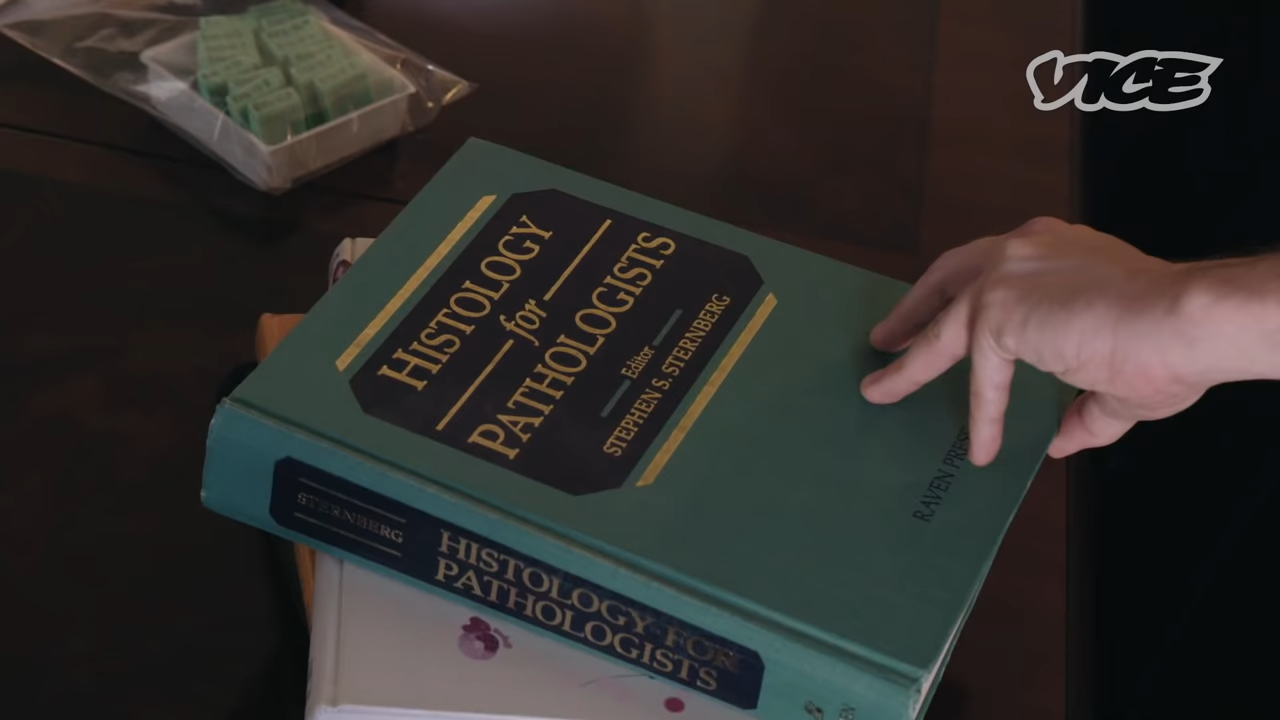 VICE
HISTOLOGY
for
PATHOLOGISTS
Editor
STEPHEN S. STERNBERG
RAVEN PRESS
STERNBERG
HISTOLOGY FOR
PATHOLOGISTS